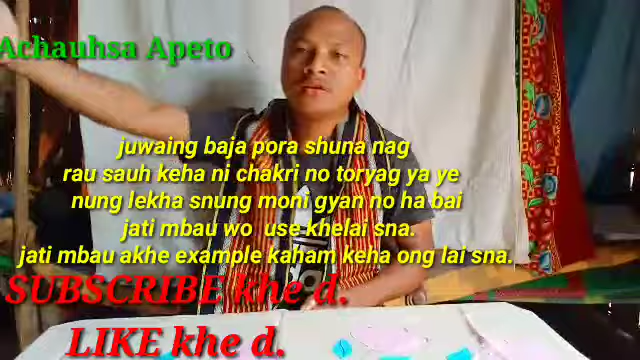 Achauhsa Apeto
juwaing baja pora shuna nag
rau sauh keha ni chakri no toryag ya ye
nung lekha snung moni gyan no ha bai
jati mbau wo use khelai sna.
jati mbau akhe example kaham keha ong lai sna.
SUBSCRIBE khe d.
LIKE khe d.